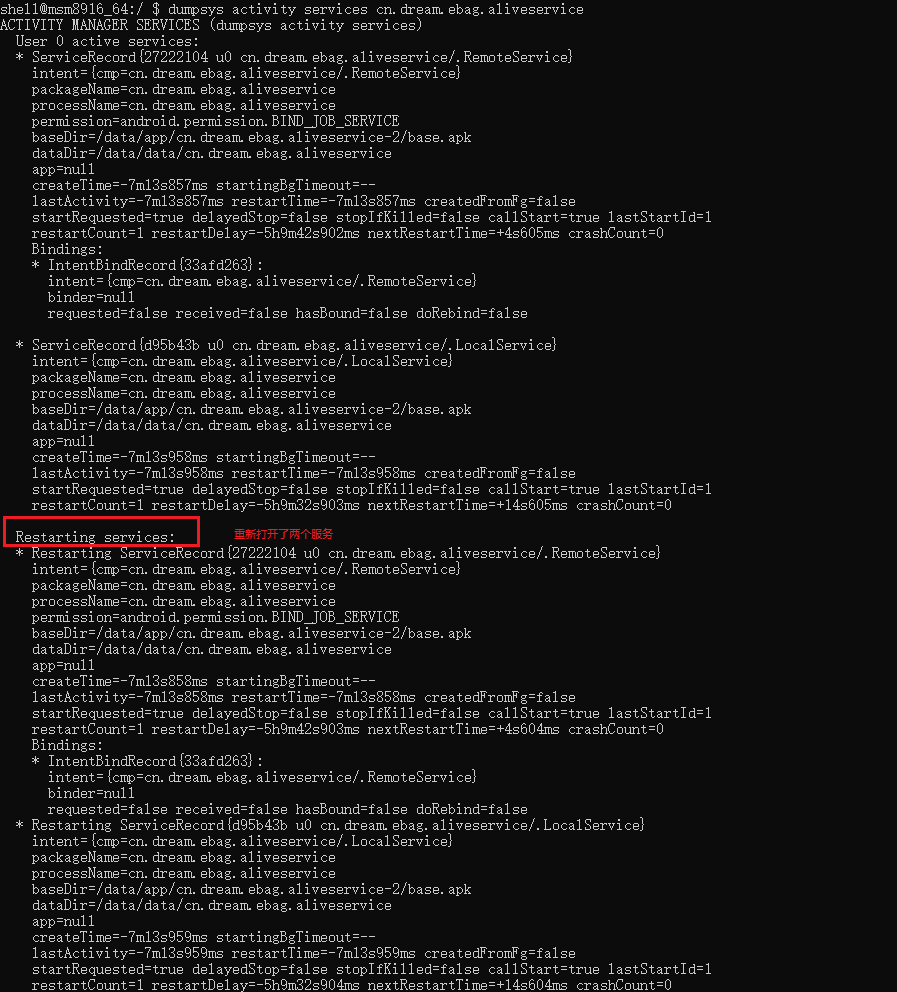 shell@msm8916_64:/ $ dumpsys activity services cn.dream.ebag.aliveservice
ACTIVITY MANAGER SERVICES (dumpsys activity services)
User 0 active services:
* ServiceRecord{27222104 u0 cn.dream.ebag.aliveservice/.RemoteService}
intent={cmp=cn.dream.ebag.aliveservice/.RemoteService}
packageName=cn.dream.ebag.aliveservice
processName=cn.dream.ebag.aliveservice
permission=android.permission.BIND_JOB_SERVICE
baseDir=/data/app/cn.dream.ebag.aliveservice-2/base.apk
dataDir=/data/data/cn.dream.ebag.aliveservice
app=null
createTime=-7m13s857ms startingBgTimeout=--
lastActivity=-7m13s857ms restartTime=-7m13s857ms createdFromFg=false
startRequested=true delayedStop=false stopIfKilled=false callStart=true lastStartId=1
restartCount=1 restartDelay=-5h9m42s902ms nextRestartTime=+4s605ms crashCount=0
Bindings:
* IntentBindRecord{33afd263}:
intent={cmp=cn.dream.ebag.aliveservice/.RemoteService}
binder=null
requested=false received=false hasBound=false doRebind=false
* ServiceRecord{d95b43b u0 cn.dream.ebag.aliveservice/.LocalService}
intent={cmp=cn.dream.ebag.aliveservice/.LocalService}
packageName=cn.dream.ebag.aliveservice
processName=cn.dream.ebag.aliveservice
baseDir=/data/app/cn.dream.ebag.aliveservice-2/base.apk
dataDir=/data/data/cn.dream.ebag.aliveservice
app=null
createTime=-7m13s958ms startingBgTimeout=--
lastActivity=-7m13s958ms restartTime=-7m13s958ms createdFromFg=false
startRequested=true delayedStop=false stopIfKilled=false callStart=true lastStartId=1
restartCount=1 restartDelay=-5h9m32s903ms nextRestartTime=+14s605ms crashCount=0
Restarting services: 重新打开了两个服务
* Restarting ServiceRecord{27222104 u0 cn.dream.ebag.aliveservice/.RemoteService}
intent={cmp=cn.dream.ebag.aliveservice/.RemoteService}
packageName=cn.dream.ebag.aliveservice
processName=cn.dream.ebag.aliveservice
permission=android.permission.BIND_JOB_SERVICE
baseDir=/data/app/cn.dream.ebag.aliveservice-2/base.apk
dataDir=/data/data/cn.dream.ebag.aliveservice
app=null
createTime=-7m13s858ms startingBgTimeout=--
lastActivity=-7m13s858ms restartTime=-7m13s858ms createdFromFg=false
startRequested=true delayedStop=false stopIfKilled=false callStart=true lastStartId=1
restartCount=1 restartDelay=-5h9m42s903ms nextRestartTime=+4s604ms crashCount=0
Bindings:
* IntentBindRecord{33afd263}:
intent={cmp=cn.dream.ebag.aliveservice/.RemoteService}
binder=null
requested=false received=false hasBound=false doRebind=false
* Restarting ServiceRecord{d95b43b u0 cn.dream.ebag.aliveservice/.LocalService}
intent={cmp=cn.dream.ebag.aliveservice/.LocalService}
packageName=cn.dream.ebag.aliveservice
processName=cn.dream.ebag.aliveservice
baseDir=/data/app/cn.dream.ebag.aliveservice-2/base.apk
dataDir=/data/data/cn.dream.ebag.aliveservice
app=null
createTime=-7m13s959ms startingBgTimeout=--
lastActivity=-7m13s959ms restartTime=-7m13s959ms createdFromFg=false
startRequested=true delayedStop=false stopIfKilled=false callStart=true lastStartId=1
restartCount=1 restartDelay=-5h9m32s904ms nextRestartTime=+14s604ms crashCount=0